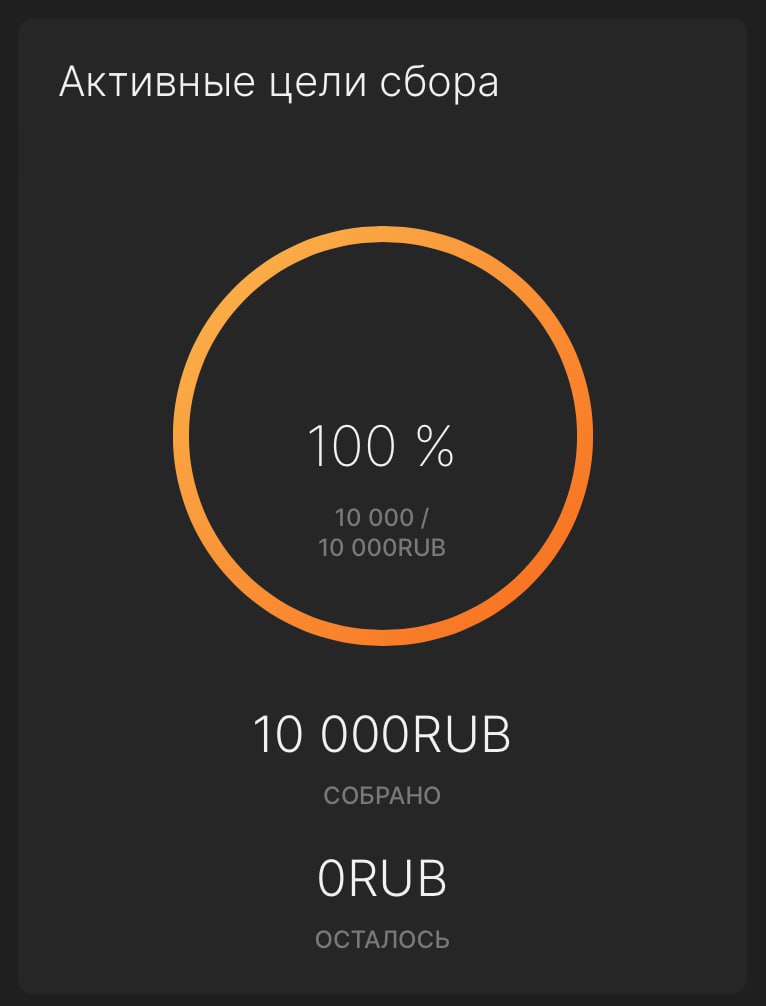 Активные цели сбора
100 %
10 000 /
10 000RUB
10 000RUB
СОБРАНО
0RUB
ОСТАЛОСЬ